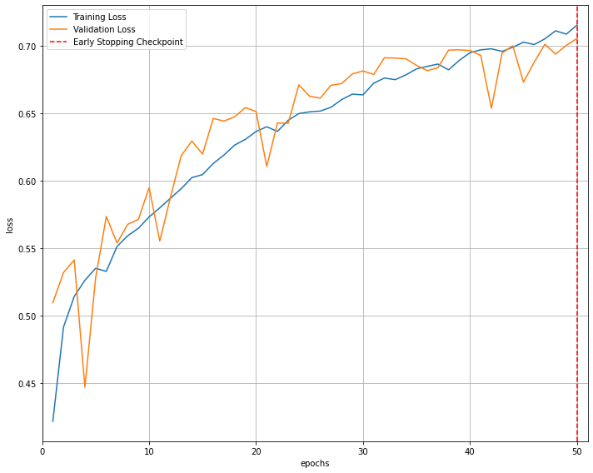 Training Loss
Validation Loss
Early Stopping Checkpoint
0.70
0.65
0.60
0.55
0.50
0.45
loss
0 10 20 30 40 50
epochs